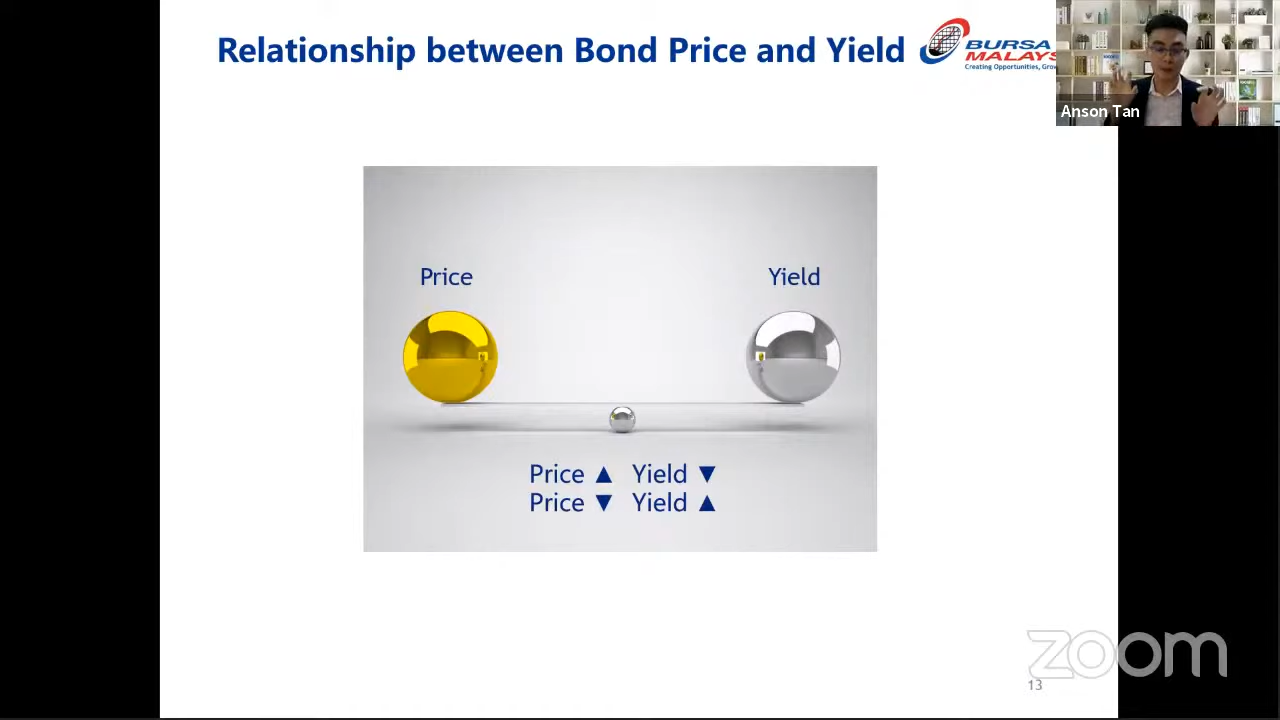 Relationship between Bond Price and Yield
BURSA
MALAYS
Creating Opportunities, Grow
Anson Tan
Price
Yield
Price ▲ Yield ▼
Price ▼ Yield ▲
zoom
13